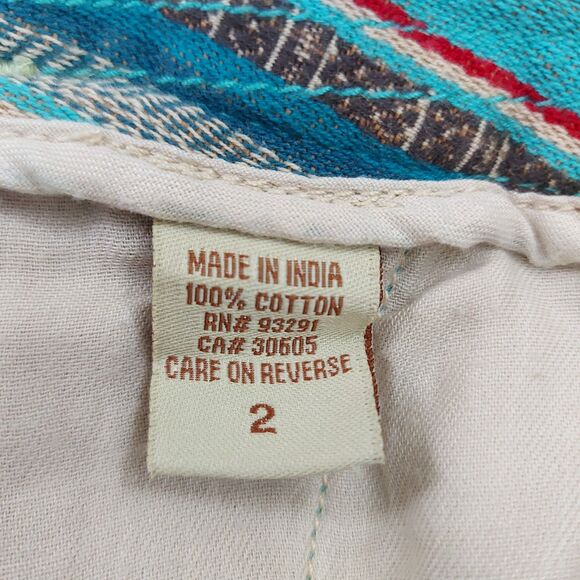 MADE IN INDIA
100% COTTON
RN# 93291
CA# 30605
CARE ON REVERSE
2